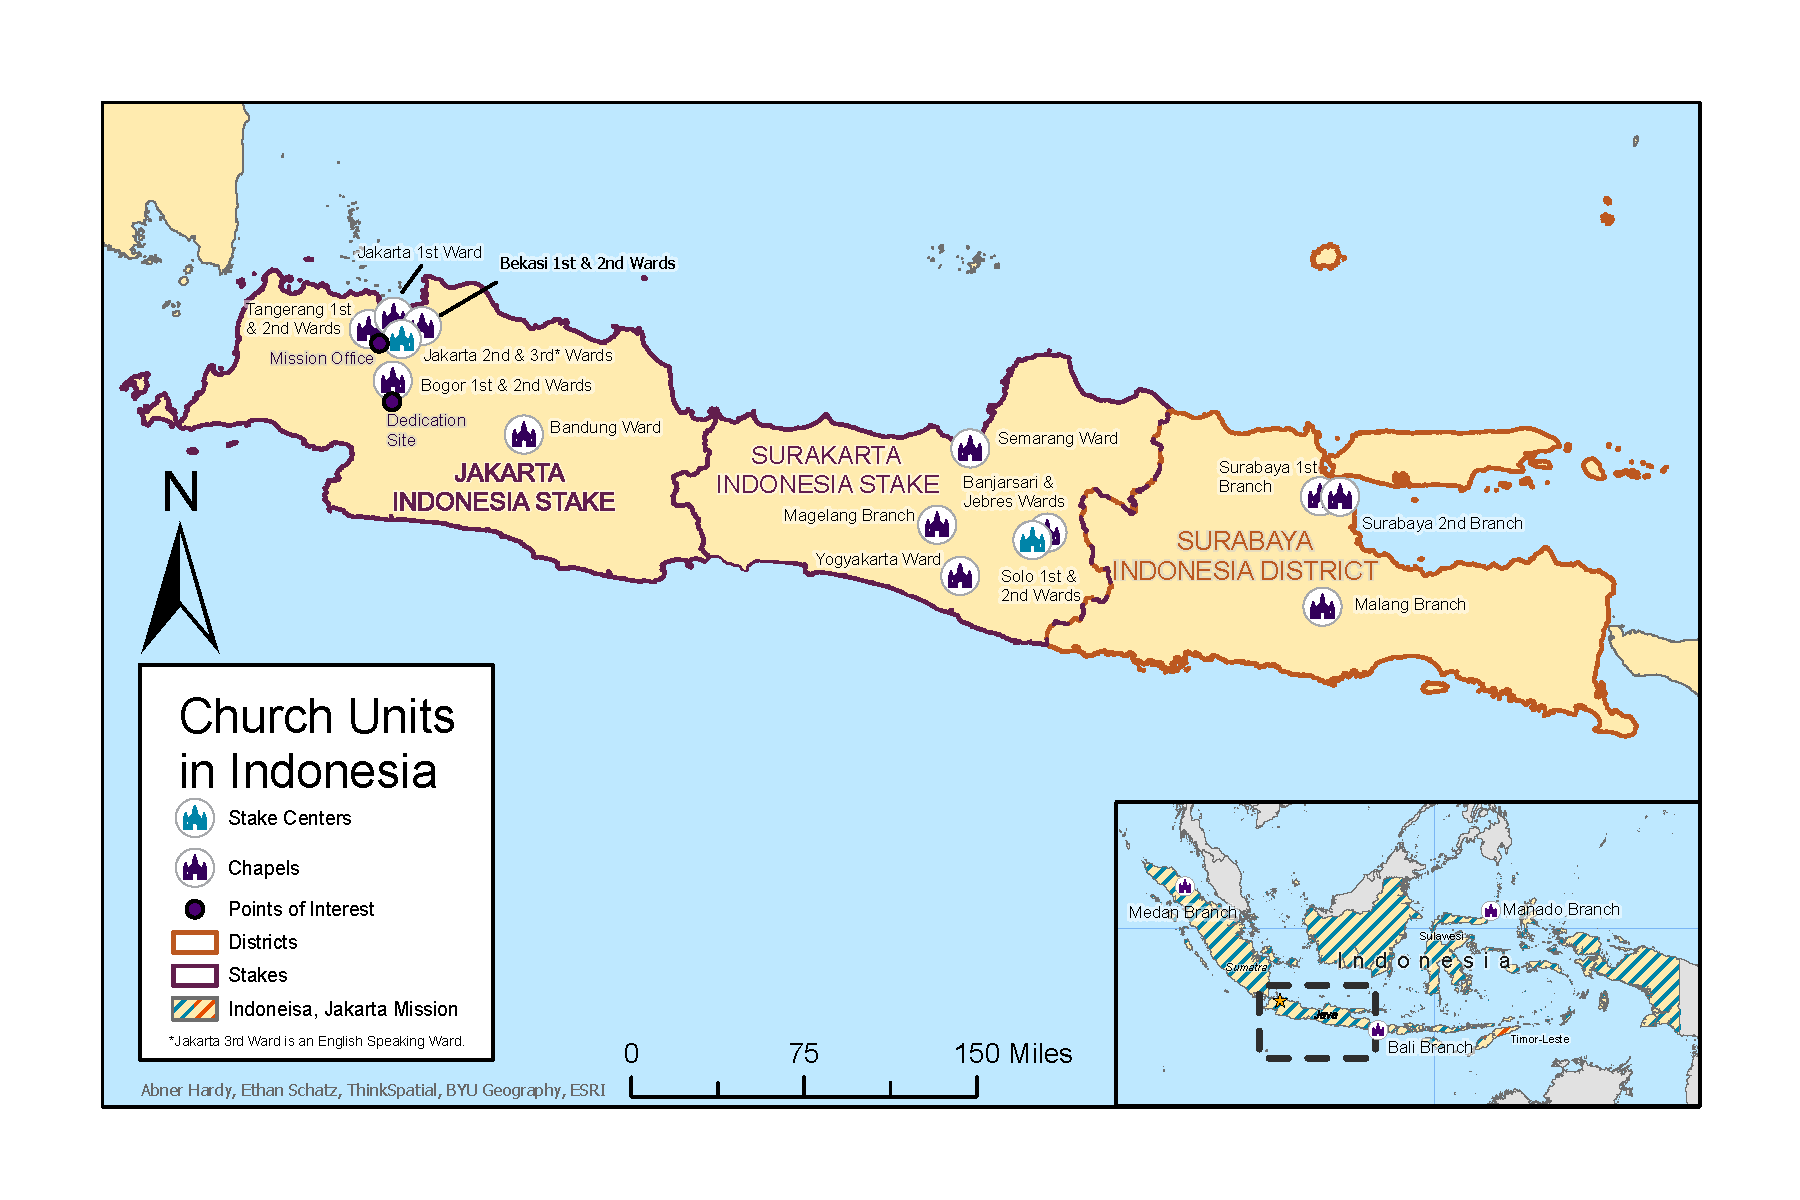 Jakarta 1st Ward
Bekasi 1st & 2nd Wards
Tangerang 1st
& 2nd Wards
Mission Office
Jakarta 2nd & 3rd* Wards
Bogor 1st & 2nd Wards
Dedication
Site
Bandung Ward
JAKARTA
INDONESIA STAKE
SURAKARTA
INDONESIA STAKE
Semarang Ward
Banjarsari &
Jebres Wards
Magelang Branch
Yogyakarta Ward
Solo 1st &
2nd Wards
Surabaya 1st
Branch
Surabaya 2nd Branch
SURABAYA
INDONESIA DISTRICT
Malang Branch
N
Church Units
in Indonesia
Stake Centers
Chapels
Points of Interest
Districts
Stakes
Indoneisa, Jakarta Mission
*Jakarta 3rd Ward is an English Speaking Ward.
Abner Hardy, Ethan Schatz, ThinkSpatial, BYU Geography, ESRI
0 75 150 Miles
Medan Branch
Manado Branch
Sulawesi
Indonesia
Sumatra
Java
Bali Branch
Timor-Leste